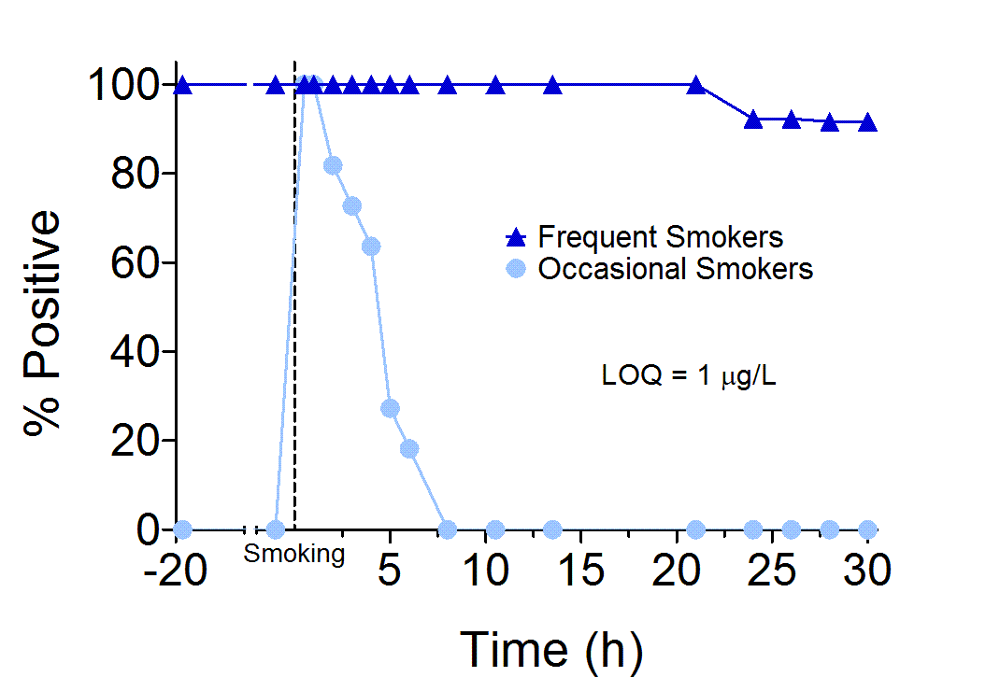 % Positive
100
80
60
40
20
0
Frequent Smokers
Occasional Smokers
LOQ = 1 μg/L
Smoking
-20
5
10
15
20
25
30
Time (h)